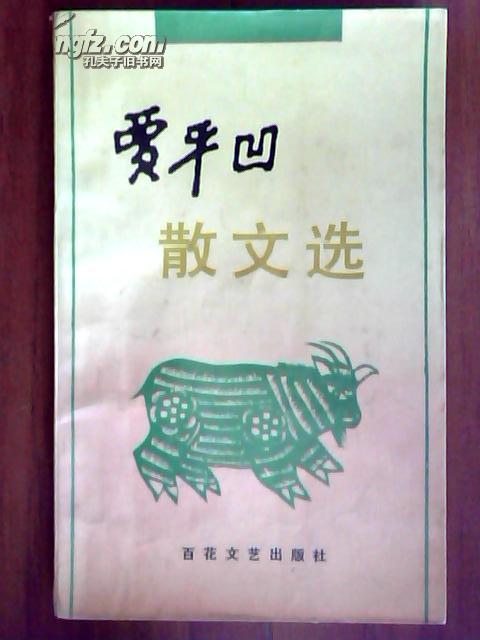 ngfz.com
孔夫子旧书网
贾平凹
散文选
百花文艺出版社